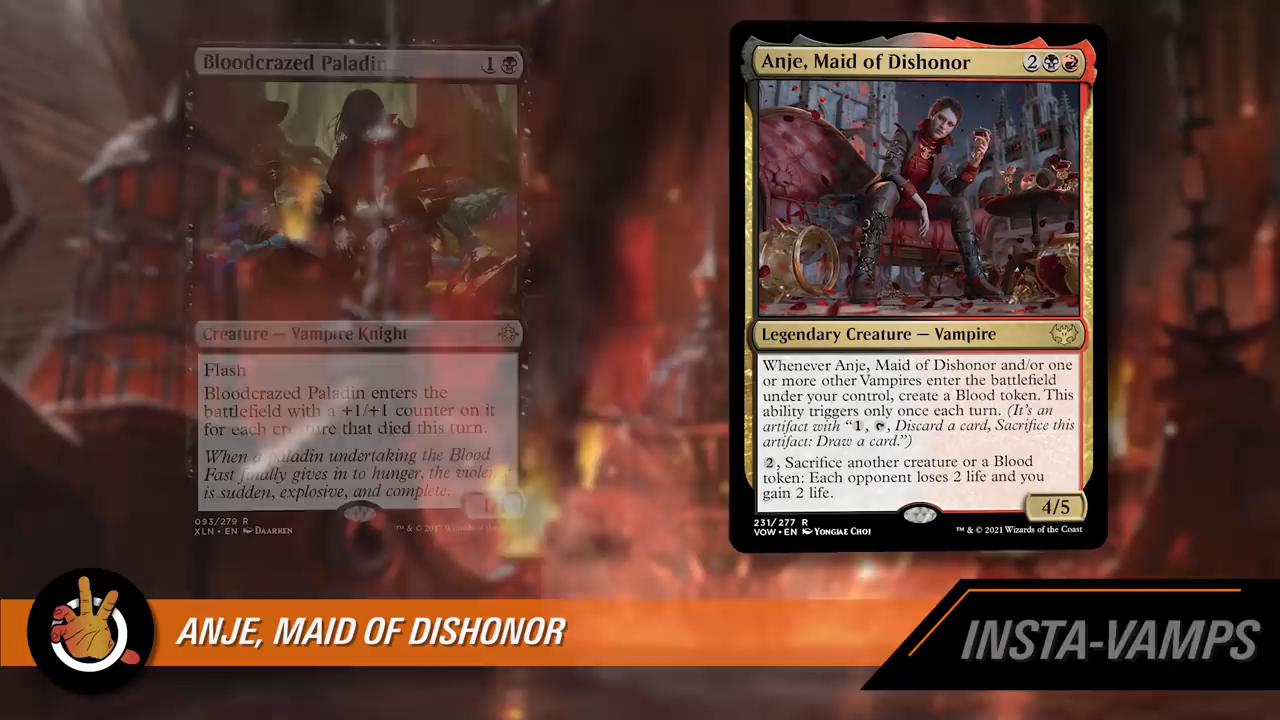 Bloodcrazed Paladin
1
Creature — Vampire Knight
Flash
Bloodcrazed Paladin enters the
battlefield with a +1/+1 counter on it
for each creature that died this turn.
When a paladin undertaking the Blood
Fast finally gives in to hunger, the violence
is sudden, explosive, and complete.
093/279 R
XLN • EN DAARKEN
Anje, Maid of Dishonor
2
Legendary Creature — Vampire
Whenever Anje, Maid of Dishonor and/or one
or more other Vampires enter the battlefield
under your control, create a Blood token. This
ability triggers only once each turn. (It's an
artifact with “1, Discard a card, Sacrifice this
artifact: Draw a card.”)
2, Sacrifice another creature or a Blood
token: Each opponent loses 2 life and you
gain 2 life.
4/5
231/277 R
VOW • EN YONGJAE CHOI
™ & © 2021 Wizards of the Coast
ANJE, MAID OF DISHONOR
INSTA-VAMPS